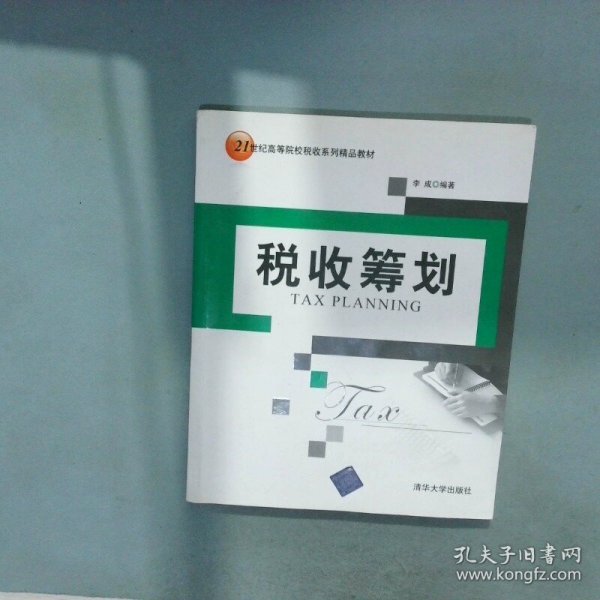 21世纪高等院校税收系列精品教材
李成◎编著
税收筹划
TAX PLANNING
Tax
清华大学出版社
孔夫子旧书网
www.kongfz.com